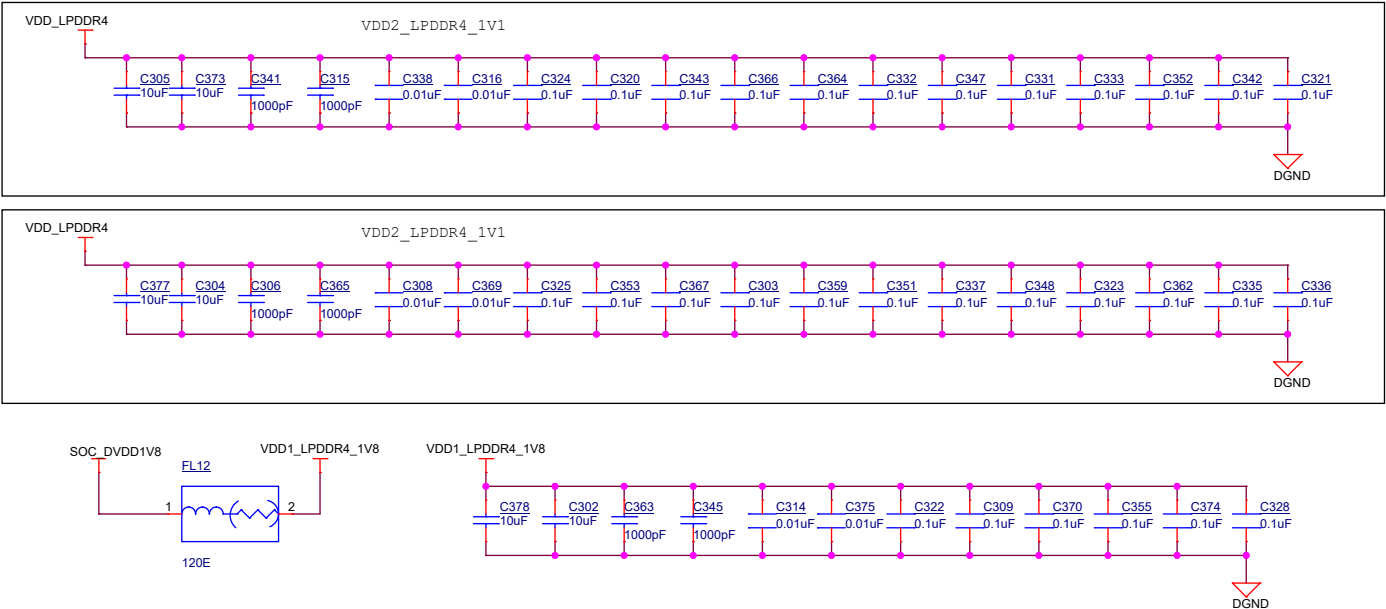 VDD_LPDDR4
VDD2_LPDDR4_1V1
C305 C373 C341 C315 C338 C316 C324 C320 C343 C366 C364 C332 C347 C331 C333 C352 C342 C321
10uF 10uF 1000pF 1000pF 0.01uF 0.01uF 0.1uF 0.1uF 0.1uF 0.1uF 0.1uF 0.1uF 0.1uF 0.1uF 0.1uF 0.1uF 0.1uF 0.1uF
DGND
VDD_LPDDR4
VDD2_LPDDR4_1V1
C377 C304 C306 C365 C308 C369 C325 C353 C367 C303 C359 C351 C337 C348 C323 C362 C335 C336
10uF 10uF 1000pF 1000pF 0.01uF 0.01uF 0.1uF 0.1uF 0.1uF 0.1uF 0.1uF 0.1uF 0.1uF 0.1uF 0.1uF 0.1uF 0.1uF 0.1uF
DGND
SOC_DVDD1V8
FL12
VDD1_LPDDR4_1V8
1 2
120E
VDD1_LPDDR4_1V8
C378 C302 C363 C345 C314 C375 C322 C309 C370 C355 C374 C328
10uF 10uF 1000pF 1000pF 0.01uF 0.01uF 0.1uF 0.1uF 0.1uF 0.1uF 0.1uF 0.1uF
DGND